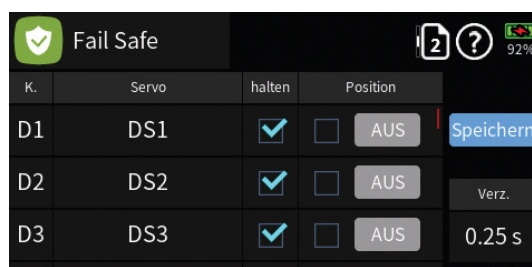 Fail Safe 2 ? 92%
K. Servo halten Position
D1 DS1 AUS Speichern
D2 DS2 AUS Verz.
D3 DS3 AUS 0.25 s